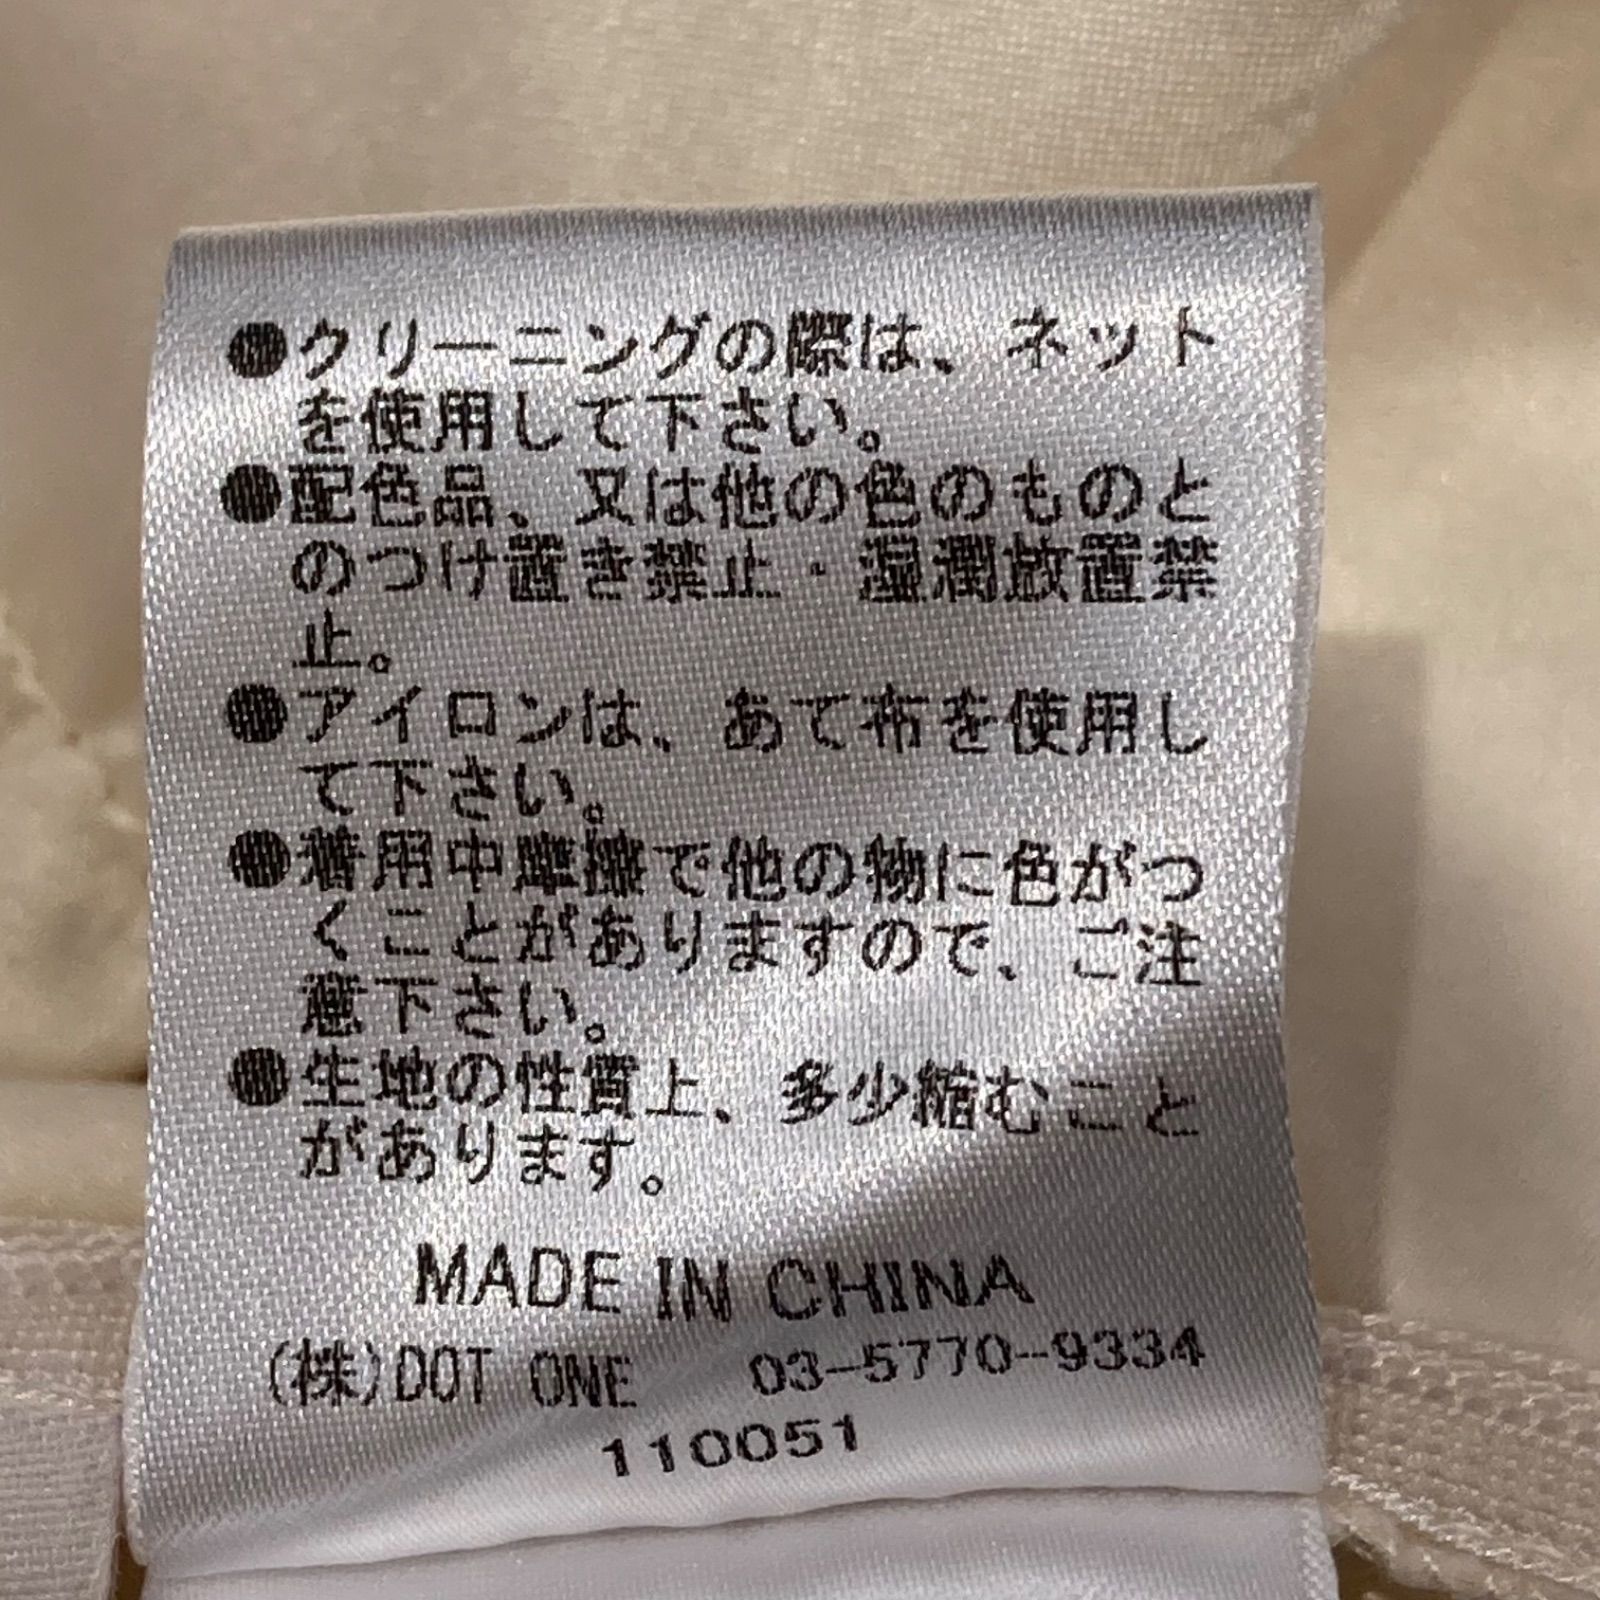 ●クリーニングの際は、ネット
を使用して下さい。
●配色品、又は他の色のものと
のつけ置き禁止・湿潤放置禁
止。
●アイロンは、あて布を使用し
て下さい。
●着用中摩擦で他の物に色がつ
くことがありますので、ご注
意下さい。
●生地の性質上、多少縮むこと
があります。
MADE IN CHINA
(株)DOT ONE 03-5770-9334
110051